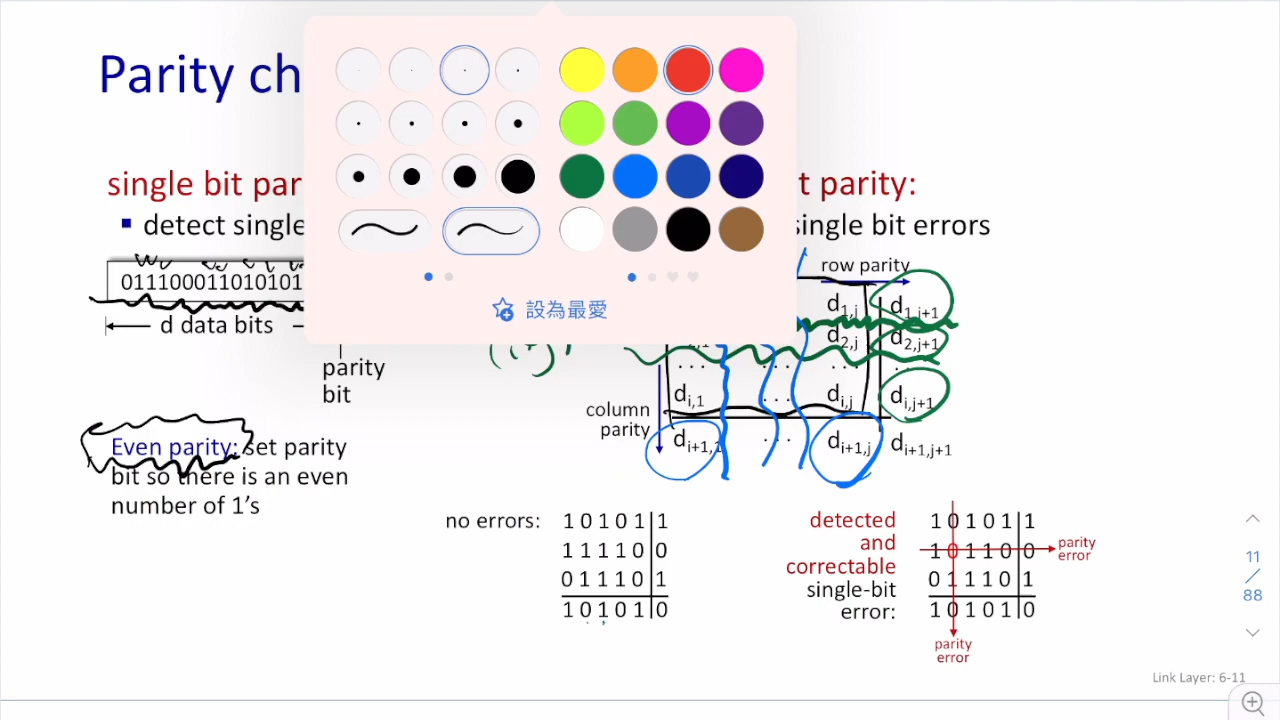 Parity ch
single bit par
t parity:
detect single
single bit errors
0111000110101011
d data bits
parity
bit
Even parity: set parity
bit so there is an even
number of 1's
設為最愛
row parity
d1,j
d1,j+1
d2,j
d2,j+1
. . .
. . .
. . .
di,1
. . .
di,j
di,j+1
column
parity
di+1,1
. . .
di+1,j
di+1,j+1
no errors:
1 0 1 0 1 1
1 1 1 1 0 0
0 1 1 1 0 1
1 0 1 0 1 0
detected
and
correctable
single-bit
error:
1 0 1 0 1 1
1 0 1 1 0 0
0 1 1 1 0 1
1 0 1 0 1 0
parity
error
parity
error
11
/
88
Link Layer: 6-11